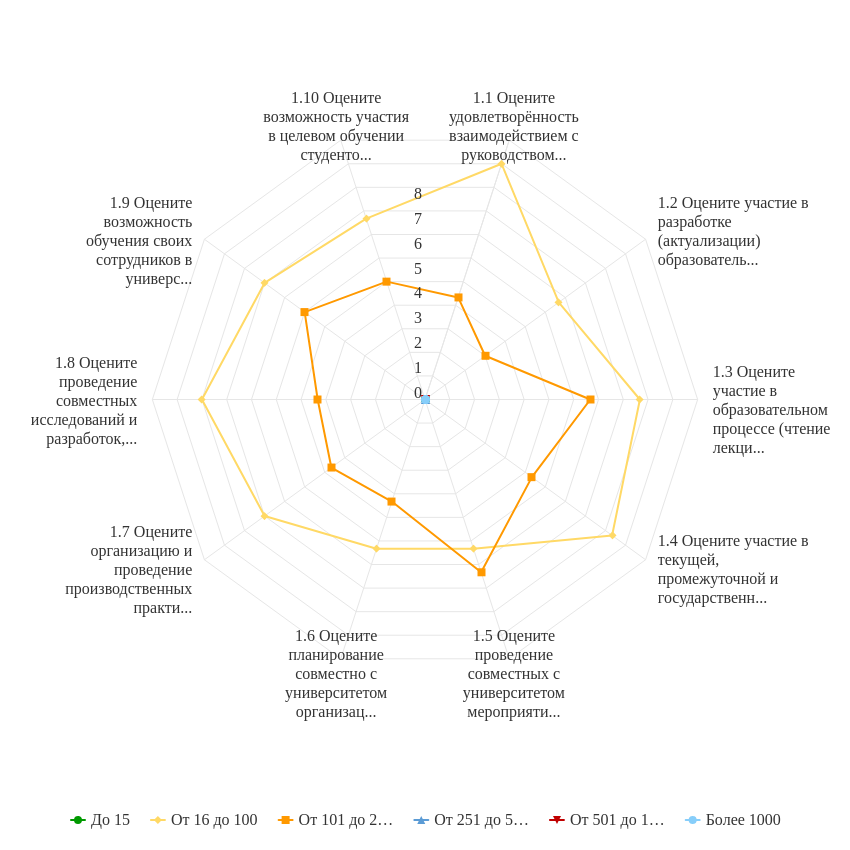 1.10 Оцените
возможность участия
в целевом обучении
студенто...
1.1 Оцените
удовлетворённость
взаимодействием с
руководством...
1.2 Оцените участие в
разработке
(актуализации)
образователь...
1.3 Оцените
участие в
образовательном
процессе (чтение
лекци...
1.4 Оцените участие в
текущей,
промежуточной и
государственн...
1.5 Оцените
проведение
совместных с
университетом
мероприяти...
1.6 Оцените
планирование
совместно с
университетом
организац...
1.7 Оцените
организацию и
проведение
производственных
практи...
1.8 Оцените
проведение
совместных
исследований и
разработок,...
1.9 Оцените
возможность
обучения своих
сотрудников в
универс...
8
7
6
5
4
3
2
1
0
До 15
От 16 до 100
От 101 до 2…
От 251 до 5…
От 501 до 1…
Более 1000